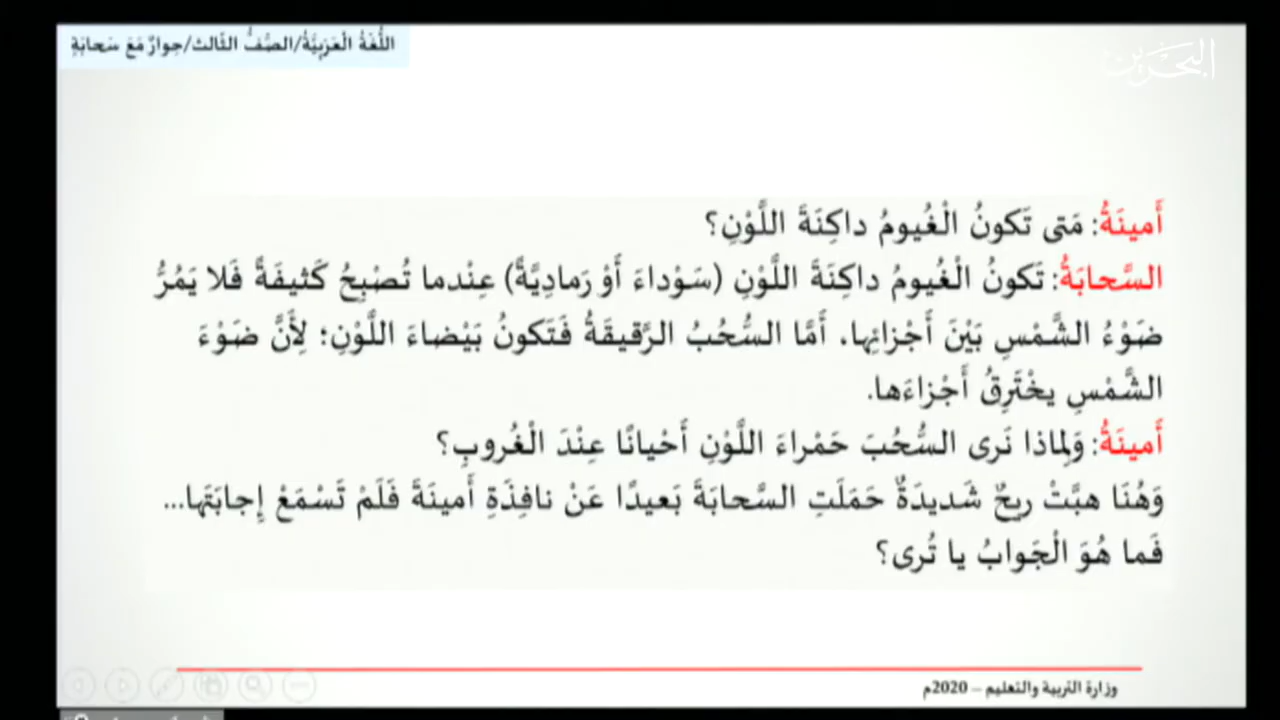 اللُّغَةُ الْعَرَبِيَّةُ/الصَّفُّ الثّالث/حِوارٌ مَعَ سَحابَةٍ
البحرين
أَمينَةُ: مَتى تَكونُ الْغُيومُ داكِنَةَ اللَّوْنِ؟
السَّحابَةُ: تَكونُ الْغُيومُ داكِنَةَ اللَّوْنِ (سَوْداءَ أَوْ رَمادِيَّةً) عِنْدما تُصْبِحُ كَثيفَةً فَلا يَمُرُّ
ضَوْءُ الشَّمْسِ بَيْنَ أَجْزائِها، أَمَّا السُّحُبُ الرَّقيقَةُ فَتَكونُ بَيْضاءَ اللَّوْنِ؛ لِأَنَّ ضَوْءَ
الشَّمْسِ يخْتَرِقُ أَجْزاءَها.
أَمينَةُ: وَلِماذا نَرى السُّحُبَ حَمْراءَ اللَّوْنِ أَحْيانًا عِنْدَ الْغُروبِ؟
وَهُنَا هبَّتْ ريحٌ شَديدَةٌ حَمَلَتِ السَّحابَةَ بَعيدًا عَنْ نافِذَةِ أَمينَةَ فَلَمْ تَسْمَعْ إِجابَتَها...
فَما هُوَ الْجَوابُ يا تُرى؟
وزارة التربية والتعليم – 2020م